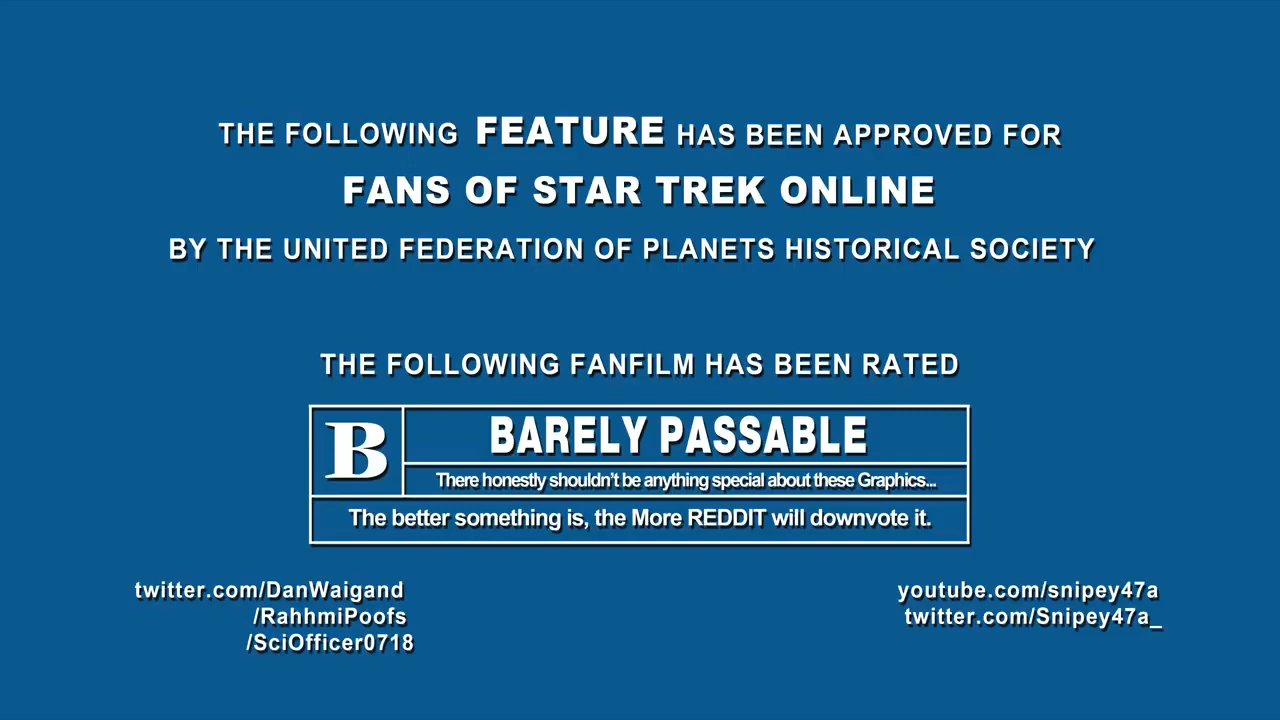 THE FOLLOWING FEATURE HAS BEEN APPROVED FOR
FANS OF STAR TREK ONLINE
BY THE UNITED FEDERATION OF PLANETS HISTORICAL SOCIETY
THE FOLLOWING FANFILM HAS BEEN RATED
B
BARELY PASSABLE
There honestly shouldn't be anything special about these Graphics...
The better something is, the More REDDIT will downvote it.
twitter.com/DanWaigand
/RahhmiPoofs
/SciOfficer0718
youtube.com/snipey47a
twitter.com/Snipey47a_